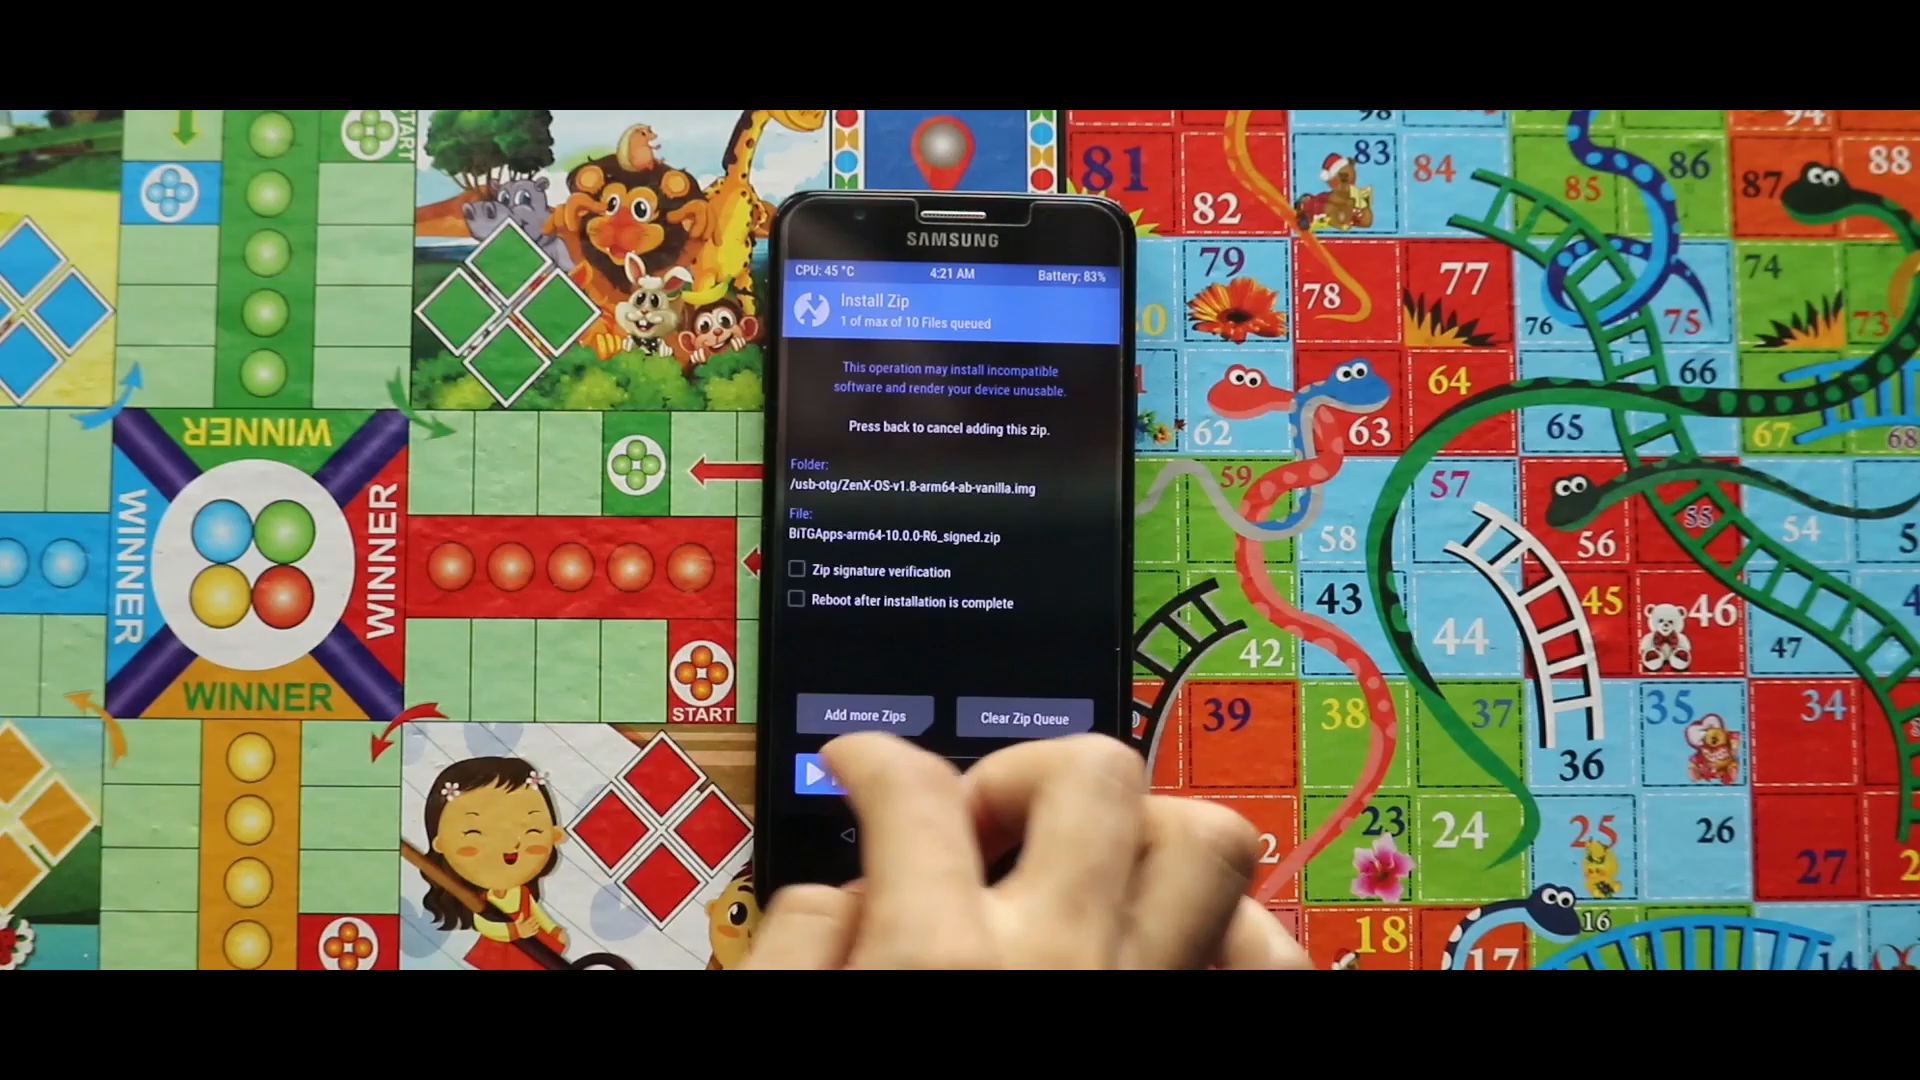 START
WINNER
WINNER
WINNER
WINNER
START
SAMSUNG
CPU: 45 °C
4:21 AM
Battery: 83%
Install Zip
1 of max of 10 Files queued
This operation may install incompatible
software and render your device unusable.
Press back to cancel adding this zip.
Folder:
/usb-otg/ZenX-OS-v1.8-arm64-ab-vanilla.img
File:
BiTGApps-arm64-10.0.0-R6_signed.zip
Zip signature verification
Reboot after installation is complete
Add more Zips
Clear Zip Queue
98
94
81
82
83
84
85
86
87
88
79
78
77
76
75
74
73
62
63
64
65
66
67
68
59
58
57
56
55
54
42
43
44
45
46
47
39
38
37
36
35
34
23
24
25
26
27
18
17
16
14